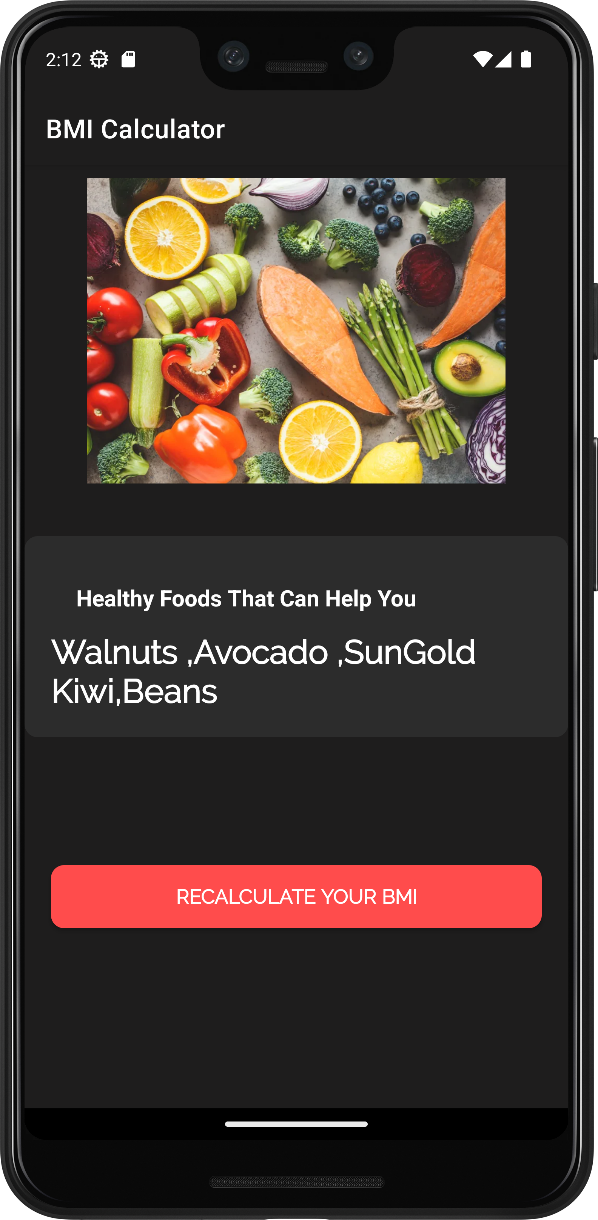 2:12
BMI Calculator
Healthy Foods That Can Help You
Walnuts ,Avocado ,SunGold
Kiwi,Beans
RECALCULATE YOUR BMI